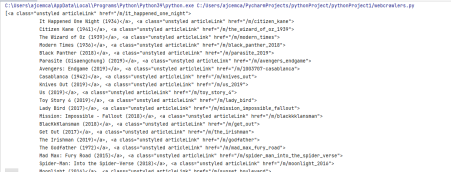 C:\Users\ajcemca\AppData\Local\Programs\Python\Python39\python.exe C:/Users/ajcemca/PycharmProjects/pythonProject/pythonProject1/webcrawlers.py
[<a class="unstyled articleLink" href="/m/it_happened_one_night">
It Happened One Night (1934)</a>, <a class="unstyled articleLink" href="/m/citizen_kane">
Citizen Kane (1941)</a>, <a class="unstyled articleLink" href="/m/the_wizard_of_oz_1939">
The Wizard of Oz (1939)</a>, <a class="unstyled articleLink" href="/m/modern_times">
Modern Times (1936)</a>, <a class="unstyled articleLink" href="/m/black_panther_2018">
Black Panther (2018)</a>, <a class="unstyled articleLink" href="/m/parasite_2019">
Parasite (Gisaengchung) (2019)</a>, <a class="unstyled articleLink" href="/m/avengers_endgame">
Avengers: Endgame (2019)</a>, <a class="unstyled articleLink" href="/m/1003707-casablanca">
Casablanca (1942)</a>, <a class="unstyled articleLink" href="/m/knives_out">
Knives Out (2019)</a>, <a class="unstyled articleLink" href="/m/us_2019">
Us (2019)</a>, <a class="unstyled articleLink" href="/m/toy_story_4">
Toy Story 4 (2019)</a>, <a class="unstyled articleLink" href="/m/lady_bird">
Lady Bird (2017)</a>, <a class="unstyled articleLink" href="/m/mission_impossible_fallout">
Mission: Impossible - Fallout (2018)</a>, <a class="unstyled articleLink" href="/m/blackkklansman">
BlacKkKlansman (2018)</a>, <a class="unstyled articleLink" href="/m/get_out">
Get Out (2017)</a>, <a class="unstyled articleLink" href="/m/the_irishman">
The Irishman (2019)</a>, <a class="unstyled articleLink" href="/m/godfather">
The Godfather (1972)</a>, <a class="unstyled articleLink" href="/m/mad_max_fury_road">
Mad Max: Fury Road (2015)</a>, <a class="unstyled articleLink" href="/m/spider_man_into_the_spider_verse">
Spider-Man: Into the Spider-Verse (2018)</a>, <a class="unstyled articleLink" href="/m/moonlight_2016">
Moonlight (2016)</a>, <a class="unstyled articleLink" href="/m/sunset_boulevard">